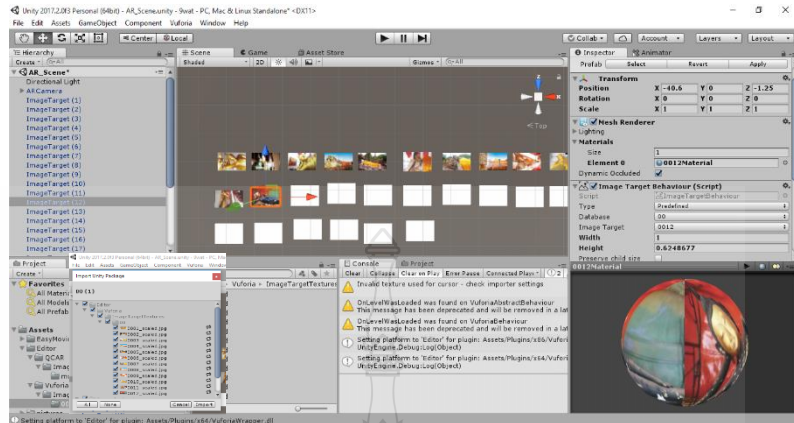 Unity 2017.2.0f3 Personal (64bit) - AR_Scene.unity - 9wat - PC, Mac & Linux Standalone* <DX11>
File Edit Assets GameObject Component Vuforia Window Help
Center Local
Collab Account Layers Layout
Hierarchy
Create All
AR_Scene*
Directional Light
ARCamera
ImageTarget (1)
ImageTarget (2)
ImageTarget (3)
ImageTarget (4)
ImageTarget (5)
ImageTarget (6)
ImageTarget (7)
ImageTarget (8)
ImageTarget (9)
ImageTarget (10)
ImageTarget (11)
ImageTarget (12)
ImageTarget (13)
ImageTarget (14)
ImageTarget (15)
ImageTarget (16)
ImageTarget (17)
Scene Game Asset Store
Shaded 2D Gizmos All
Top
Inspector Animator
Prefab Select Revert Apply
Transform
Position X -40.6 Y 0 Z -1.25
Rotation X 0 Y 0 Z 0
Scale X 1 Y 1 Z 1
Mesh Renderer
Lighting
Materials
Size 1
Element 0 0012Material
Dynamic Occluded
Image Target Behaviour (Script)
Script ImageTargetBehaviour
Type Predefined
Database 00
Image Target 0012
Width 1
Height 0.6248677
Preserve child size
0012Material
Project
Create
Favorites
All Materi
All Model
All Prefab
Assets
EasyMovi
Editor
QCAR
Imag
Vuforia
Imag
Vuforia ImageTargetTextures
Import Unity Package
00 (1)
Editor
Vuforia
ImageTargetTextures
All None Cancel Import
Console Project
Clear Collapse Clear on Play Error Pause Connected Player 2
Invalid texture used for cursor - check importer settings
OnLevelWasLoaded was found on VuforiaAbstractBehaviour
This message has been deprecated and will be removed in a lat
OnLevelWasLoaded was found on VuforiaBehaviour
This message has been deprecated and will be removed in a lat
Setting platform to 'Editor' for plugin: Assets/Plugins/x64/Vufori
UnityEngine.Debug:Log(Object)
Setting platform to 'Editor' for plugin: Assets/Plugins/x64/Vufori
UnityEngine.Debug:Log(Object)
Setting platform to 'Editor' for plugin: Assets/Plugins/x64/VuforiaWrapper.dll